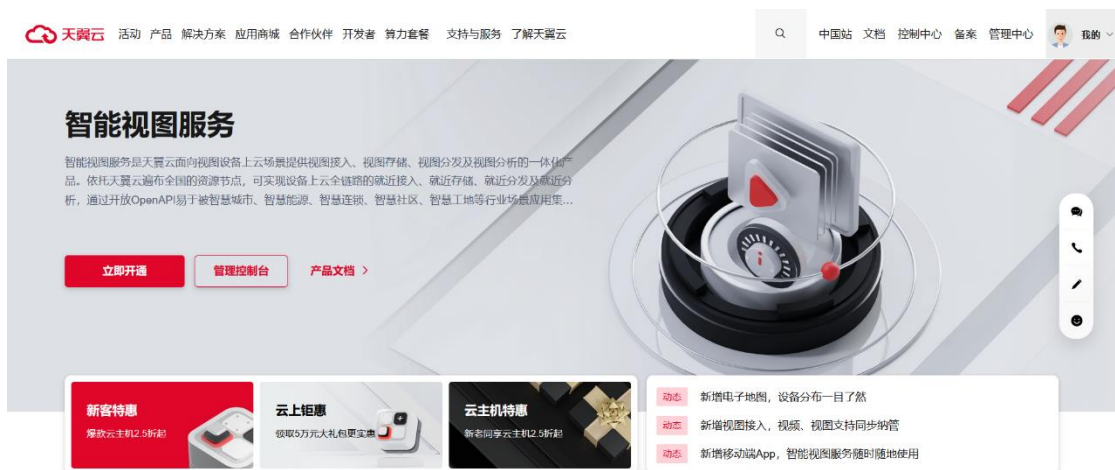 天翼云 活动 产品 解决方案 应用商城 合作伙伴 开发者 算力套餐 支持与服务 了解天翼云 中国站 文档 控制中心 备案 管理中心 我的
智能视图服务
智能视图服务是天翼云面向视图设备上云场景提供视图接入、视图存储、视图分发及视图分析的一体化产
品。依托天翼云遍布全国的资源节点，可实现设备上云全链路的就近接入、就近存储、就近分发及就近分
析，通过开放OpenAPI易于被智慧城市、智慧能源、智慧连锁、智慧社区、智慧工地等行业场景应用集...
立即开通 管理控制台 产品文档 >
新客特惠
爆款云主机2.5折起
云上钜惠
领取5万元大礼包更实惠
云主机特惠
新老同享云主机2.5折起
动态 新增电子地图，设备分布一目了然
动态 新增视图接入，视频、视图支持同步纳管
动态 新增移动端App，智能视图服务随时随地使用